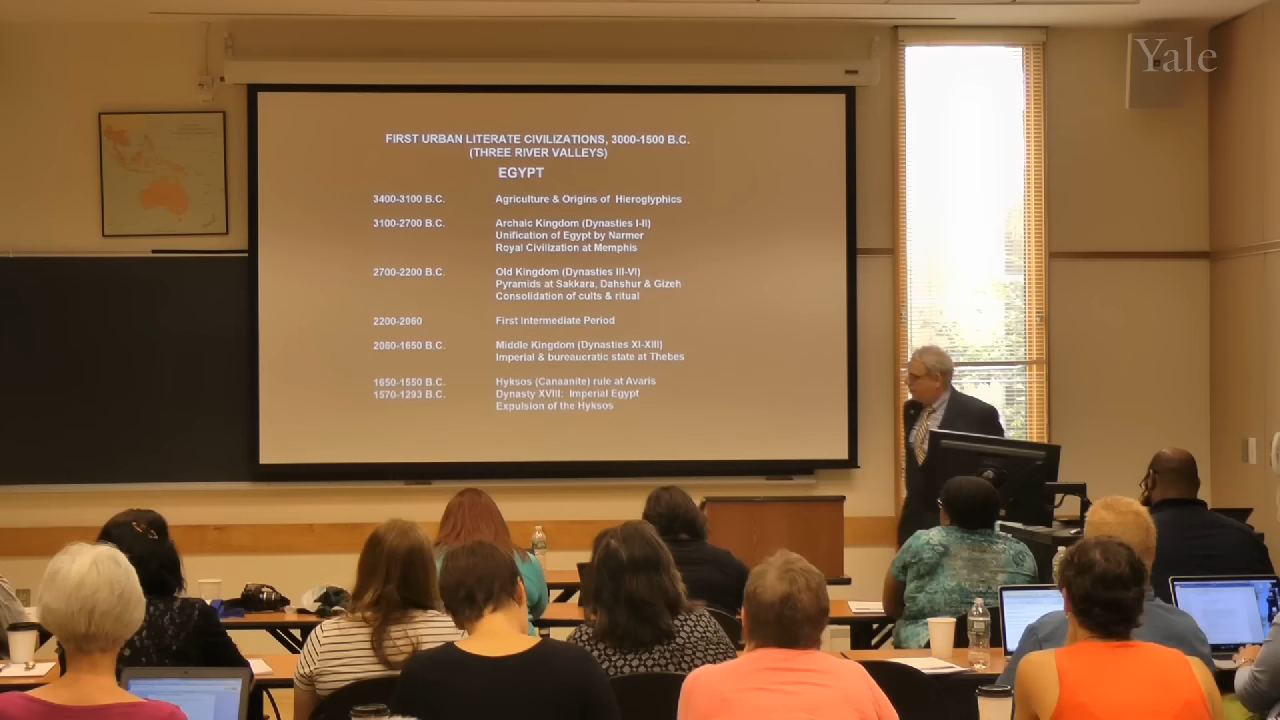 Yale
FIRST URBAN LITERATE CIVILIZATIONS, 3000-1500 B.C.
(THREE RIVER VALLEYS)
EGYPT
3400-3100 B.C. Agriculture & Origins of Hieroglyphics
3100-2700 B.C. Archaic Kingdom (Dynasties I-II)
Unification of Egypt by Narmer
Royal Civilization at Memphis
2700-2200 B.C. Old Kingdom (Dynasties III-VI)
Pyramids at Sakkara, Dahshur & Gizeh
Consolidation of cults & ritual
2200-2060 First Intermediate Period
2060-1650 B.C. Middle Kingdom (Dynasties XI-XIII)
Imperial & bureaucratic state at Thebes
1650-1550 B.C. Hyksos (Canaanite) rule at Avaris
1570-1293 B.C. Dynasty XVIII: Imperial Egypt
Expulsion of the Hyksos